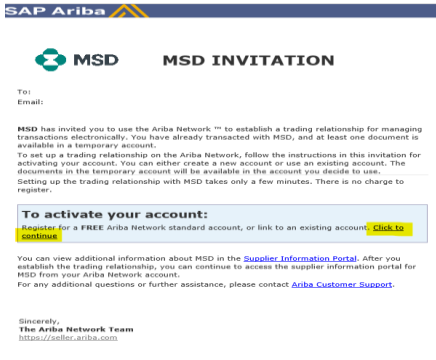 SAP Ariba
MSD MSD INVITATION
To:
Email:
MSD has invited you to use the Ariba Network ™ to establish a trading relationship for managing
transactions electronically. You have already transacted with MSD, and at least one document is
available in a temporary account.
To set up a trading relationship on the Ariba Network, follow the instructions in this invitation for
activating your account. You can either create a new account or use an existing account. The
documents in the temporary account will be available in the account you decide to use.
Setting up the trading relationship with MSD takes only a few minutes. There is no charge to
register.
To activate your account:
Register for a FREE Ariba Network standard account, or link to an existing account. Click to
continue
You can view additional information about MSD in the Supplier Information Portal. After you
establish the trading relationship, you can continue to access the supplier information portal for
MSD from your Ariba Network account.
For any additional questions or further assistance, please contact Ariba Customer Support.
Sincerely,
The Ariba Network Team
https://seller.ariba.com